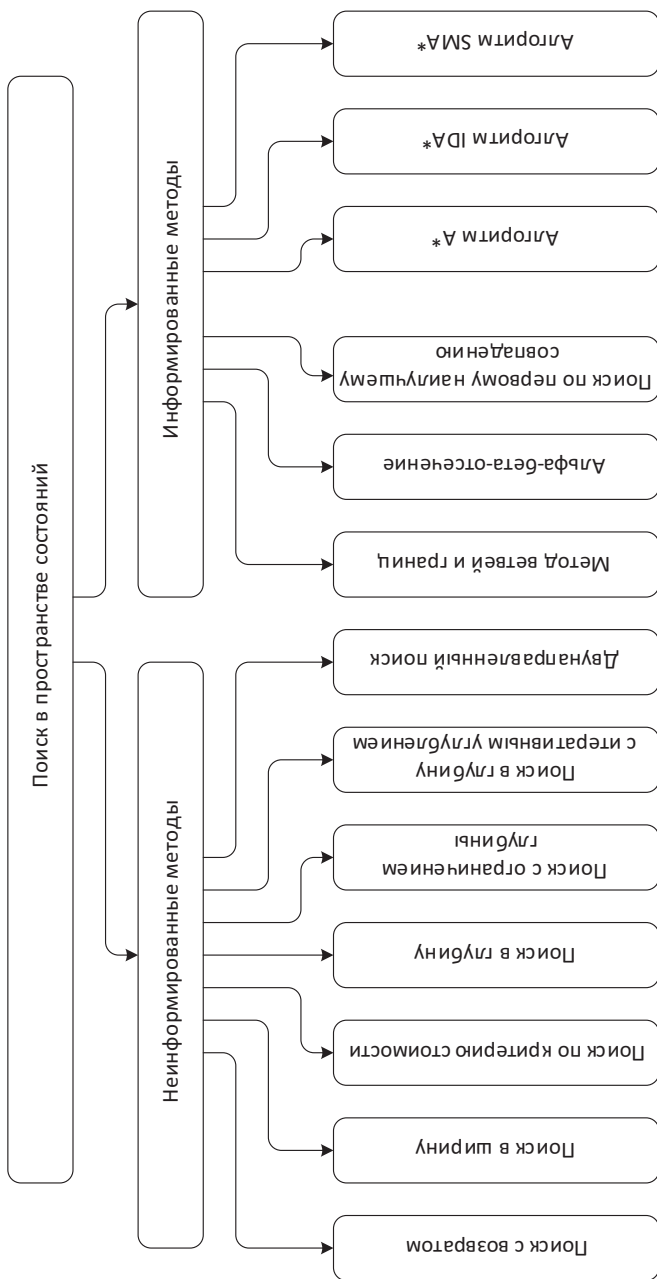 Поиск в пространстве состояний
Неинформированные методы
Информированные методы
Поиск с возвратом
Поиск в ширину
Поиск по критерию стоимости
Поиск в глубину
Поиск с ограничением
глубины
Поиск в глубину
с итеративным углублением
Двунаправленный поиск
Метод ветвей и границ
Альфа-бета-отсечение
Поиск по первому наилучшему
совпадению
Алгоритм A*
Алгоритм IDA*
Алгоритм SMA*